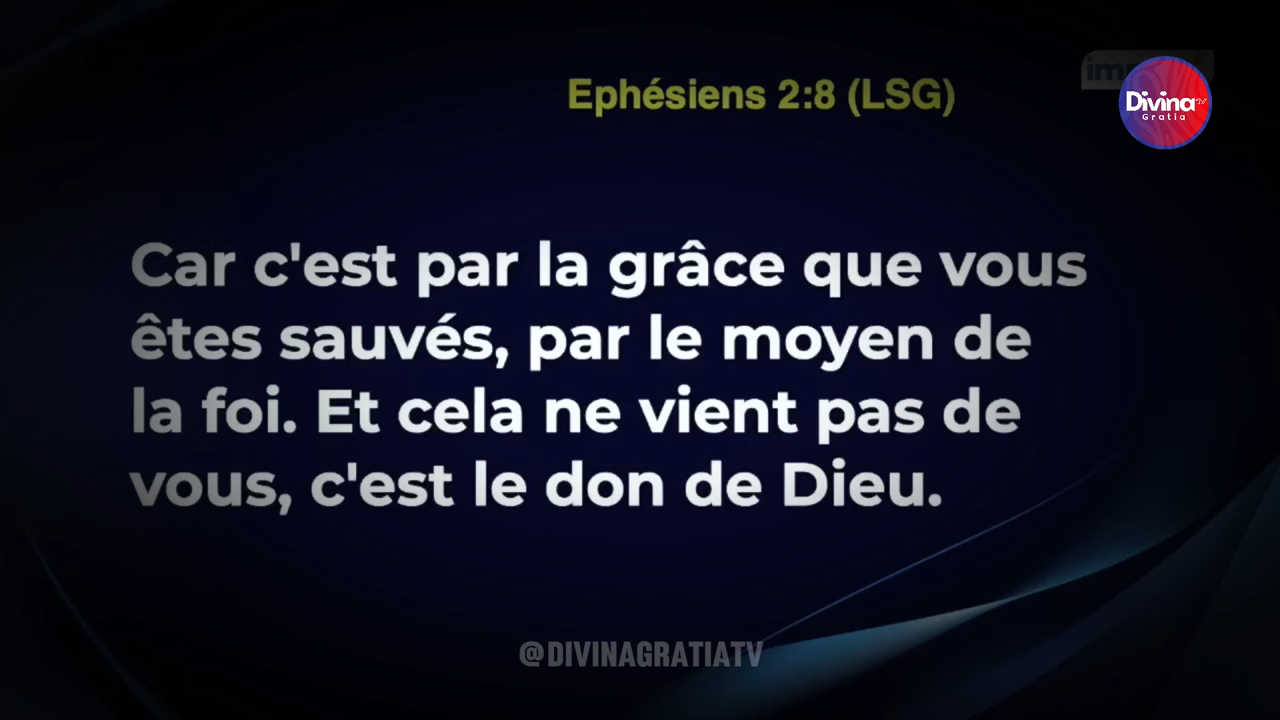 Ephésiens 2:8 (LSG)
Divina TV
Gratia
Car c'est par la grâce que vous
êtes sauvés, par le moyen de
la foi. Et cela ne vient pas de
vous, c'est le don de Dieu.
@DIVINAGRATIATV